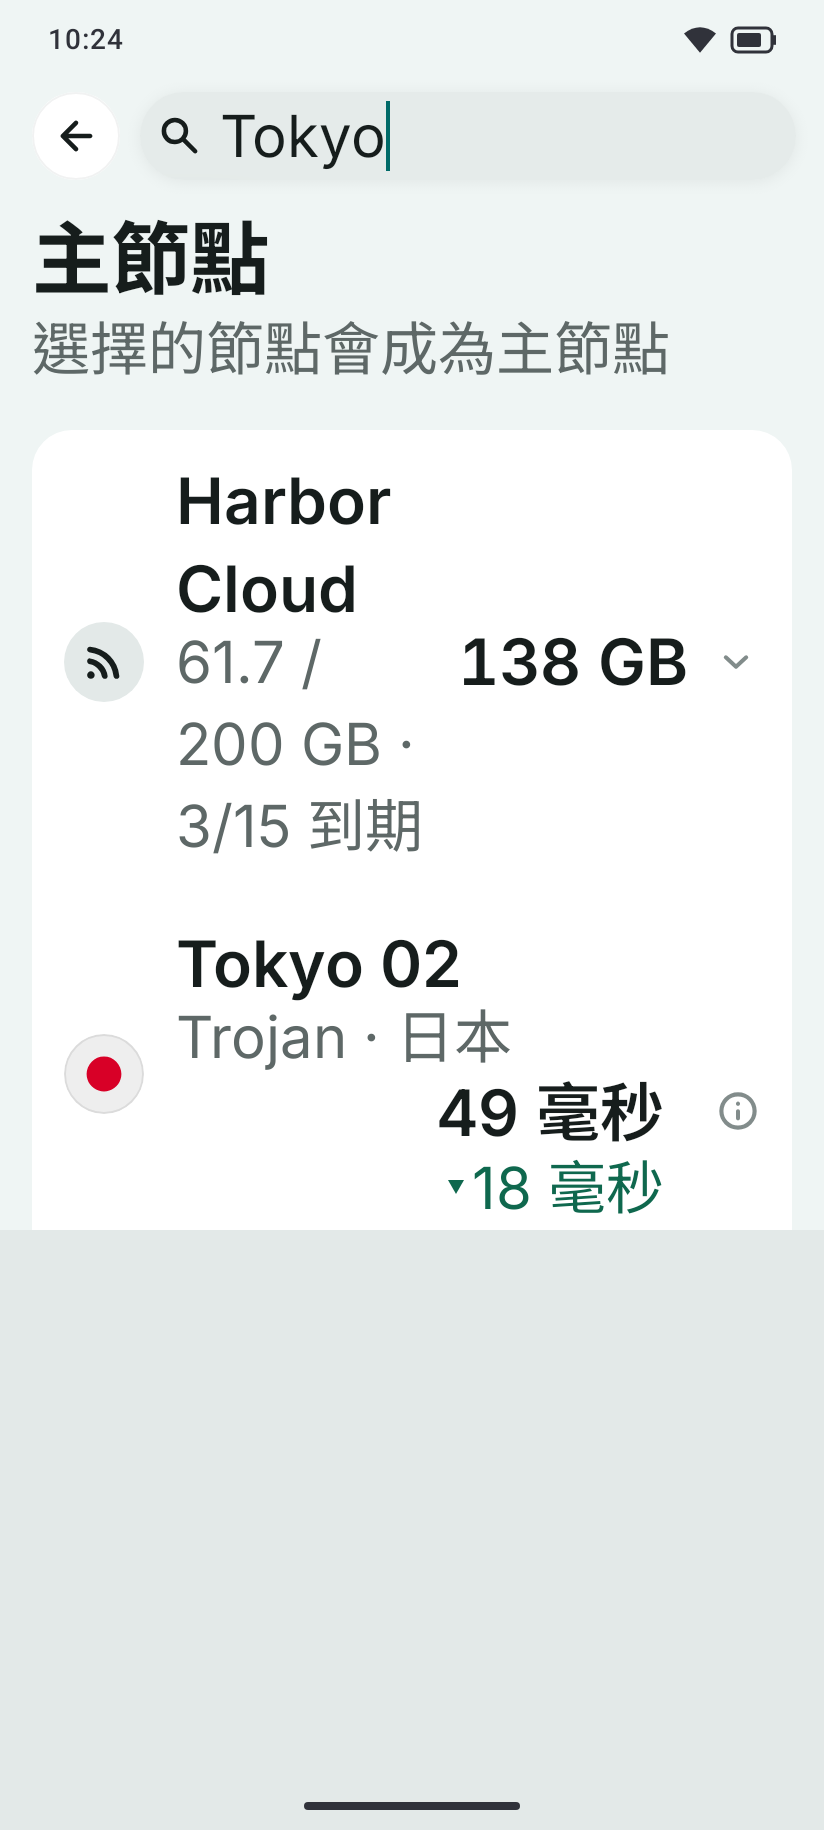 10:24
Tokyo
主節點
選擇的節點會成為主節點
Harbor
Cloud
61.7 /
200 GB ·
3/15 到期
138 GB
Tokyo 02
Trojan · 日本
49 毫秒
▼18 毫秒